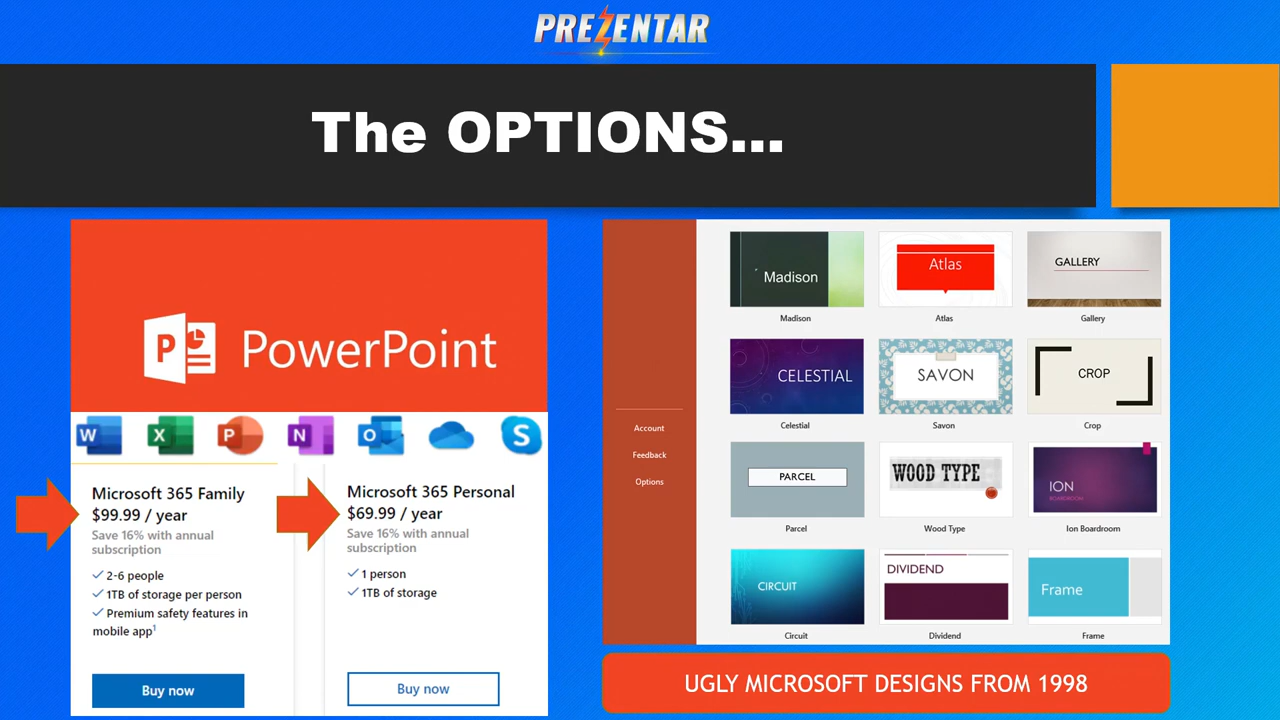 PREZENTAR
The OPTIONS...
P
PowerPoint
W X P N O S
Microsoft 365 Family
$99.99 / year
Save 16% with annual
subscription
2-6 people
1TB of storage per person
Premium safety features in
mobile app1
Buy now
Microsoft 365 Personal
$69.99 / year
Save 16% with annual
subscription
1 person
1TB of storage
Buy now
Account
Feedback
Options
Madison
Atlas
GALLERY
Madison
Atlas
Gallery
CELESTIAL
SAVON
CROP
Celestial
Savon
Crop
PARCEL
WOOD TYPE
ION
Parcel
Wood Type
Ion Boardroom
CIRCUIT
DIVIDEND
Frame
Circuit
Dividend
Frame
UGLY MICROSOFT DESIGNS FROM 1998